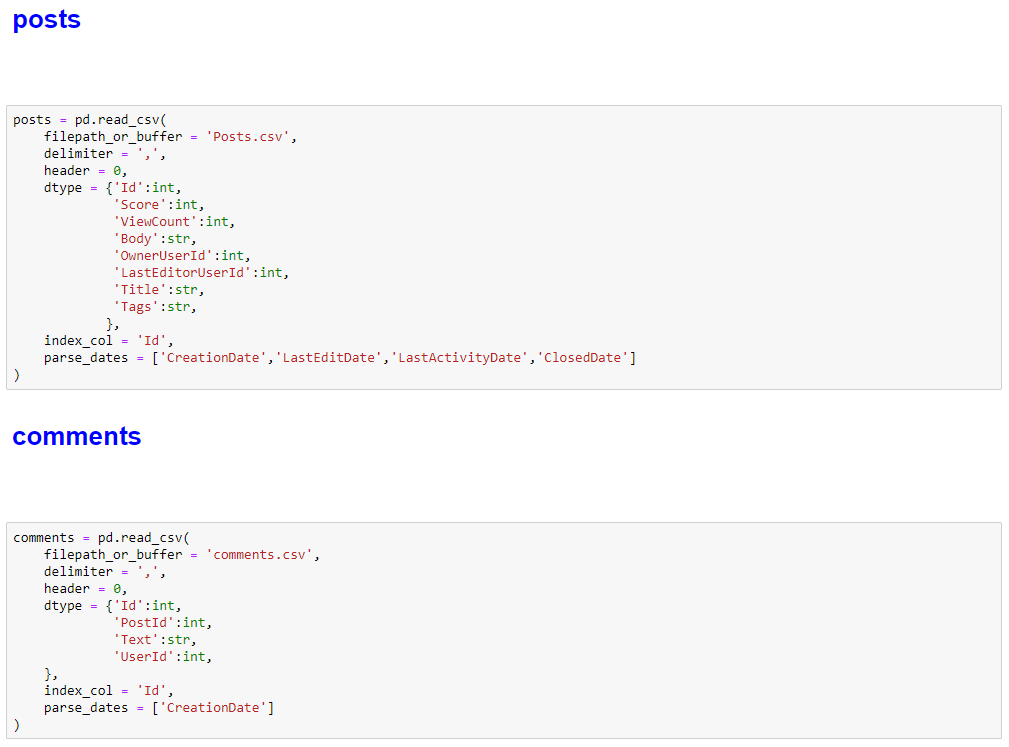 posts
posts = pd.read_csv(
    filepath_or_buffer = 'Posts.csv',
    delimiter = ',',
    header = 0,
    dtype = {'Id':int,
             'Score':int,
             'ViewCount':int,
             'Body':str,
             'OwnerUserId':int,
             'LastEditorUserId':int,
             'Title':str,
             'Tags':str,
            },
    index_col = 'Id',
    parse_dates = ['CreationDate','LastEditDate','LastActivityDate','ClosedDate']
)
comments
comments = pd.read_csv(
    filepath_or_buffer = 'comments.csv',
    delimiter = ',',
    header = 0,
    dtype = {'Id':int,
             'PostId':int,
             'Text':str,
             'UserId':int,
    },
    index_col = 'Id',
    parse_dates = ['CreationDate']
)